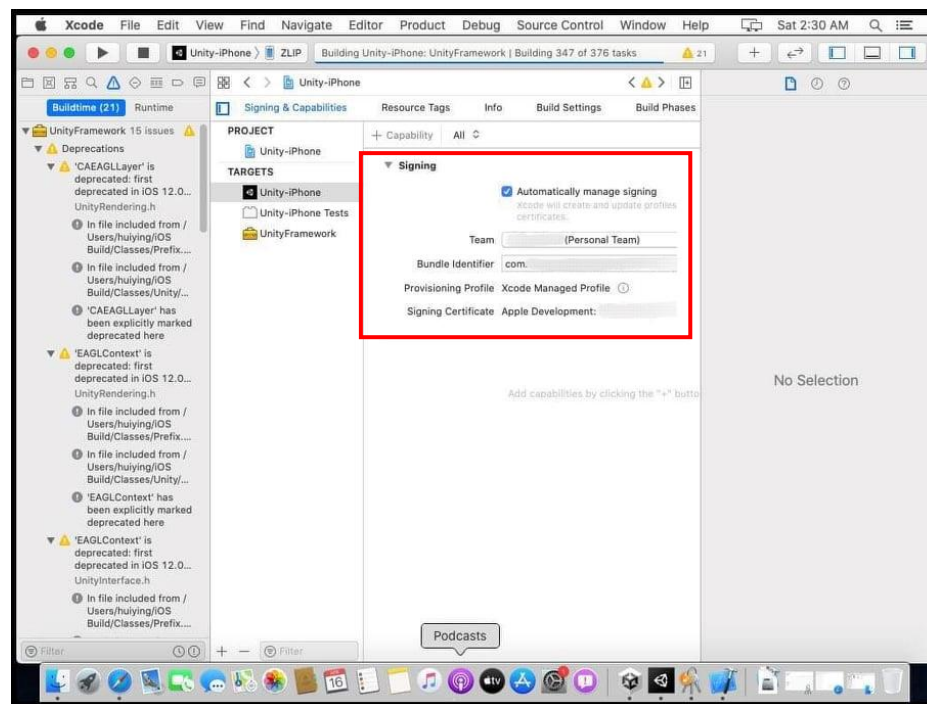 Xcode File Edit View Find Navigate Editor Product Debug Source Control Window Help Sat 2:30 AM
Unity-iPhone ZLIP Building Unity-iPhone: UnityFramework | Building 347 of 376 tasks 21
Unity-iPhone
Buildtime (21) Runtime
Signing & Capabilities Resource Tags Info Build Settings Build Phases
+ Capability All
UnityFramework 15 issues
Deprecations
'CAEAGLLayer' is
deprecated: first
deprecated in iOS 12.0...
UnityRendering.h
In file included from /
Users/huiying/iOS
Build/Classes/Prefix....
In file included from /
Users/huiying/iOS
Build/Classes/Unity/...
'CAEAGLLayer' has
been explicitly marked
deprecated here
'EAGLContext' is
deprecated: first
deprecated in iOS 12.0...
UnityRendering.h
In file included from /
Users/huiying/iOS
Build/Classes/Prefix....
In file included from /
Users/huiying/iOS
Build/Classes/Unity/...
'EAGLContext' has
been explicitly marked
deprecated here
'EAGLContext' is
deprecated: first
deprecated in iOS 12.0...
UnityInterface.h
In file included from /
Users/huiying/iOS
Build/Classes/Prefix....
Filter
PROJECT
Unity-iPhone
TARGETS
Unity-iPhone
Unity-iPhone Tests
UnityFramework
Filter
Signing
Automatically manage signing
Xcode will create and update profiles
certificates.
Team (Personal Team)
Bundle Identifier com.
Provisioning Profile Xcode Managed Profile
Signing Certificate Apple Development:
Add capabilities by clicking the "+" butto
No Selection
Podcasts
16
tv